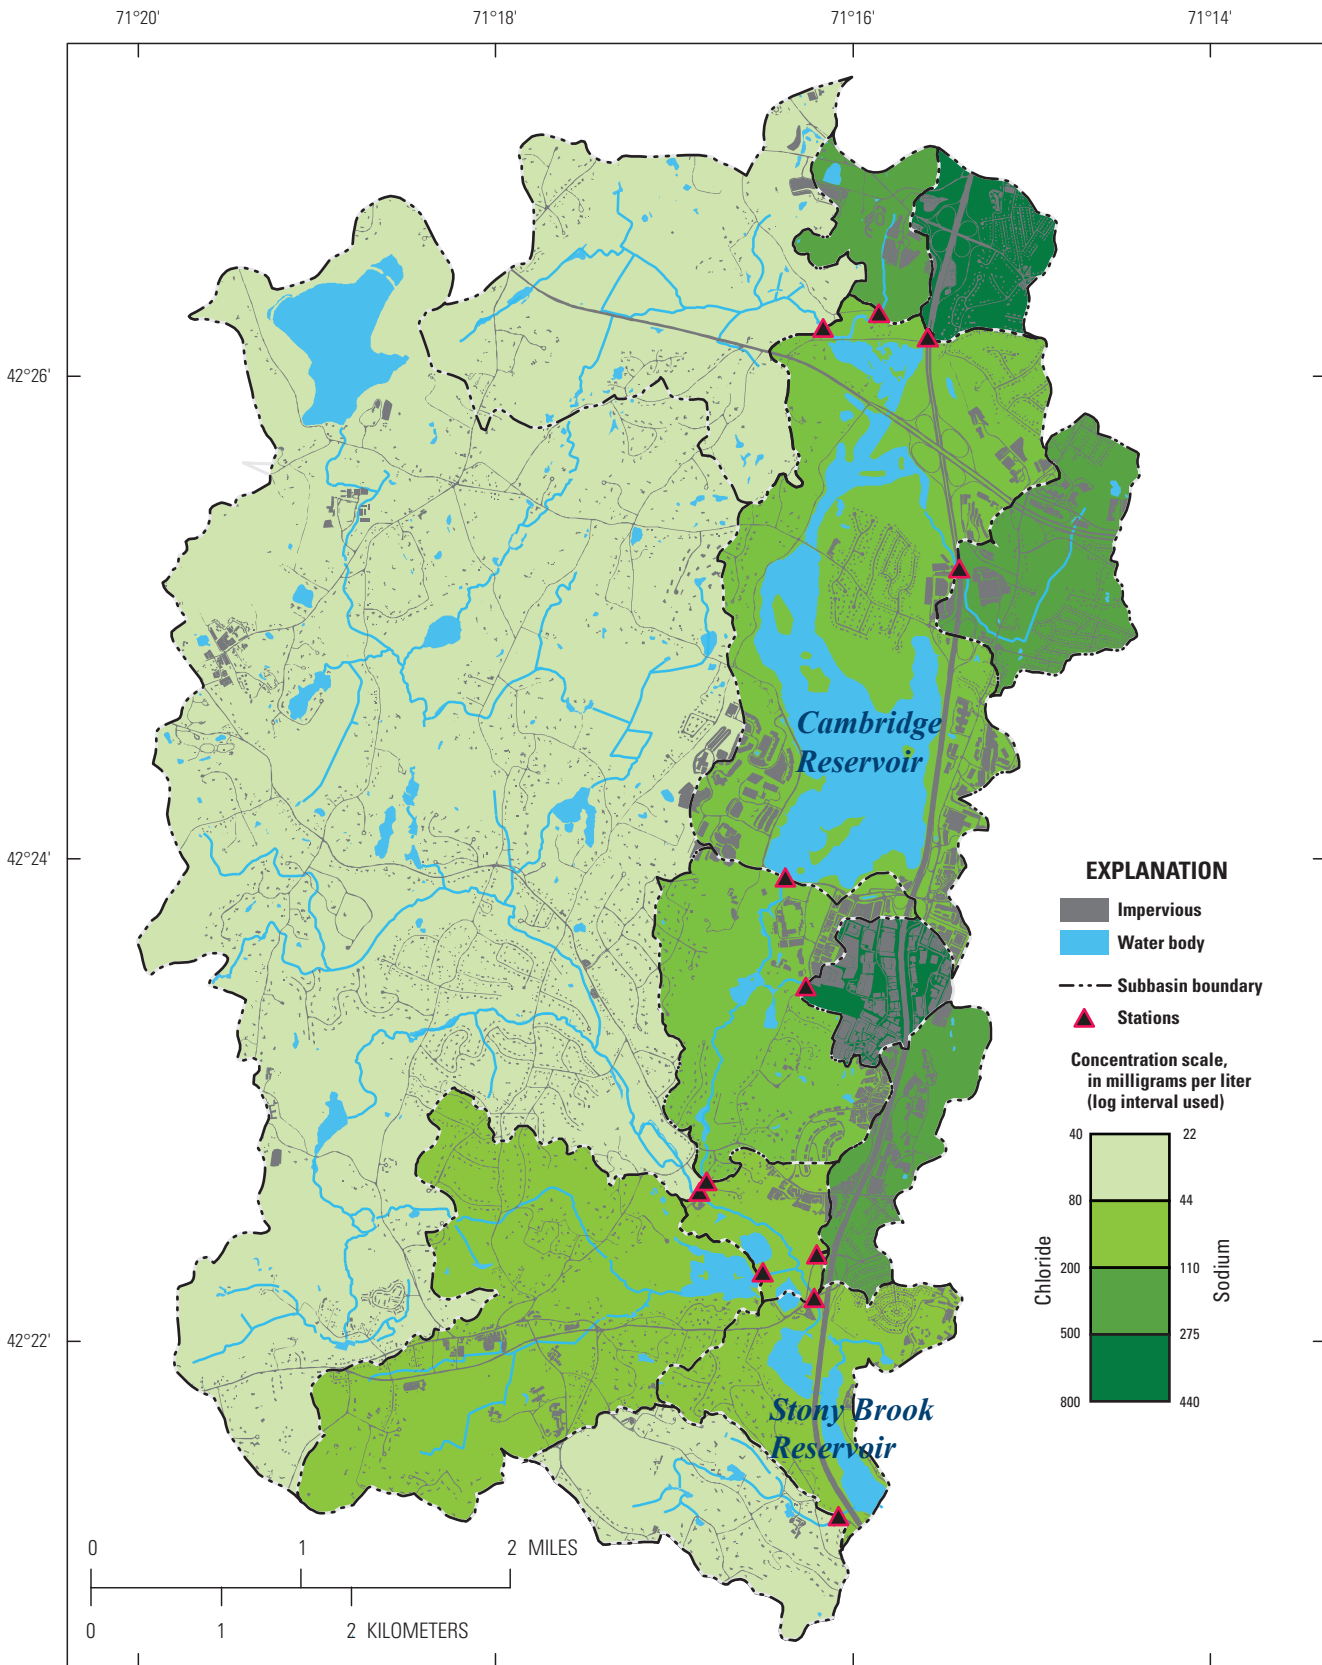 71°20' 71°18' 71°16' 71°14'
42°26'
42°24'
42°22'
Cambridge
Reservoir
Stony Brook
Reservoir
EXPLANATION
Impervious
Water body
Subbasin boundary
Stations
Concentration scale,
in milligrams per liter
(log interval used)
40 22
80 44
200 110
500 275
800 440
Chloride
Sodium
0 1 2 MILES
0 1 2 KILOMETERS